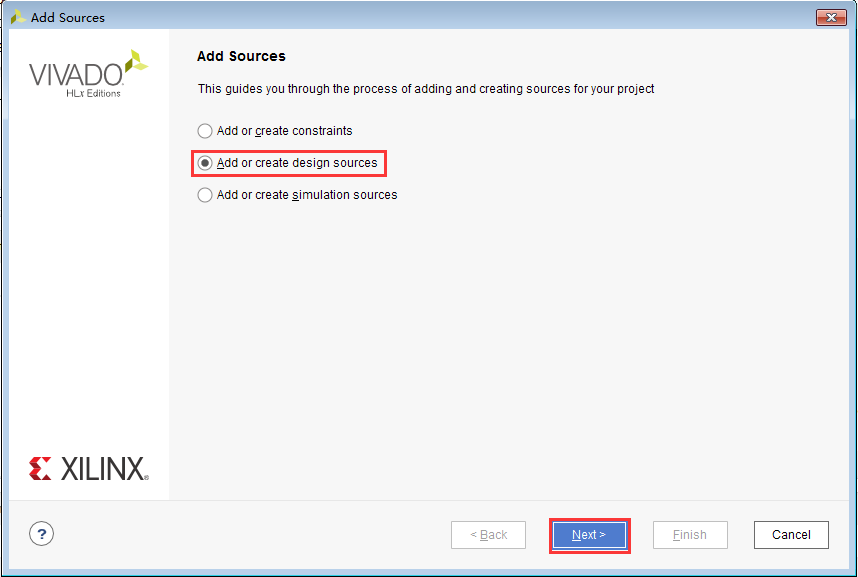 Add Sources
VIVADO
HLx Editions
Add Sources
This guides you through the process of adding and creating sources for your project
Add or create constraints
Add or create design sources
Add or create simulation sources
XILINX
?
< Back
Next >
Finish
Cancel